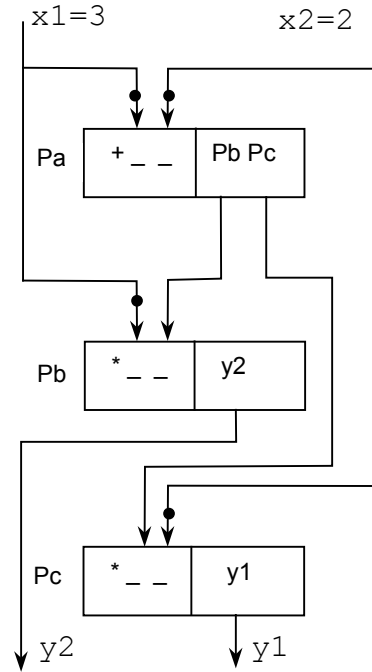 x1=3 x2=2
Pa + _ _ Pb Pc
Pb * _ _ y2
Pc * _ _ y1
y2 y1